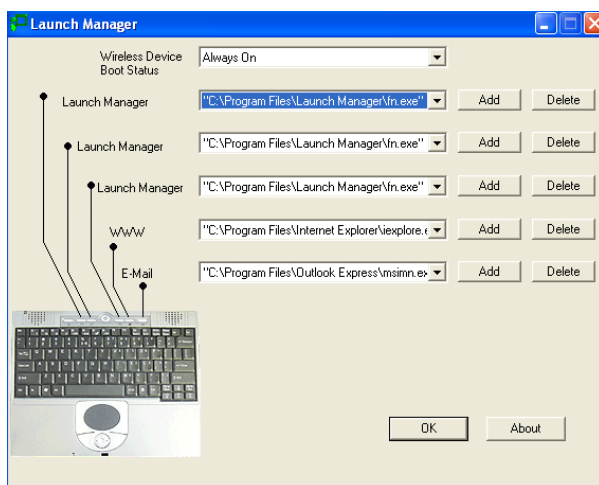 Launch Manager
Wireless Device
Boot Status
Always On
Launch Manager
"C:\Program Files\Launch Manager\fn.exe"
Add
Delete
Launch Manager
"C:\Program Files\Launch Manager\fn.exe"
Add
Delete
Launch Manager
"C:\Program Files\Launch Manager\fn.exe"
Add
Delete
WWW
"C:\Program Files\Internet Explorer\iexplore.e
Add
Delete
E-Mail
"C:\Program Files\Outlook Express\msimn.ex
Add
Delete
OK
About